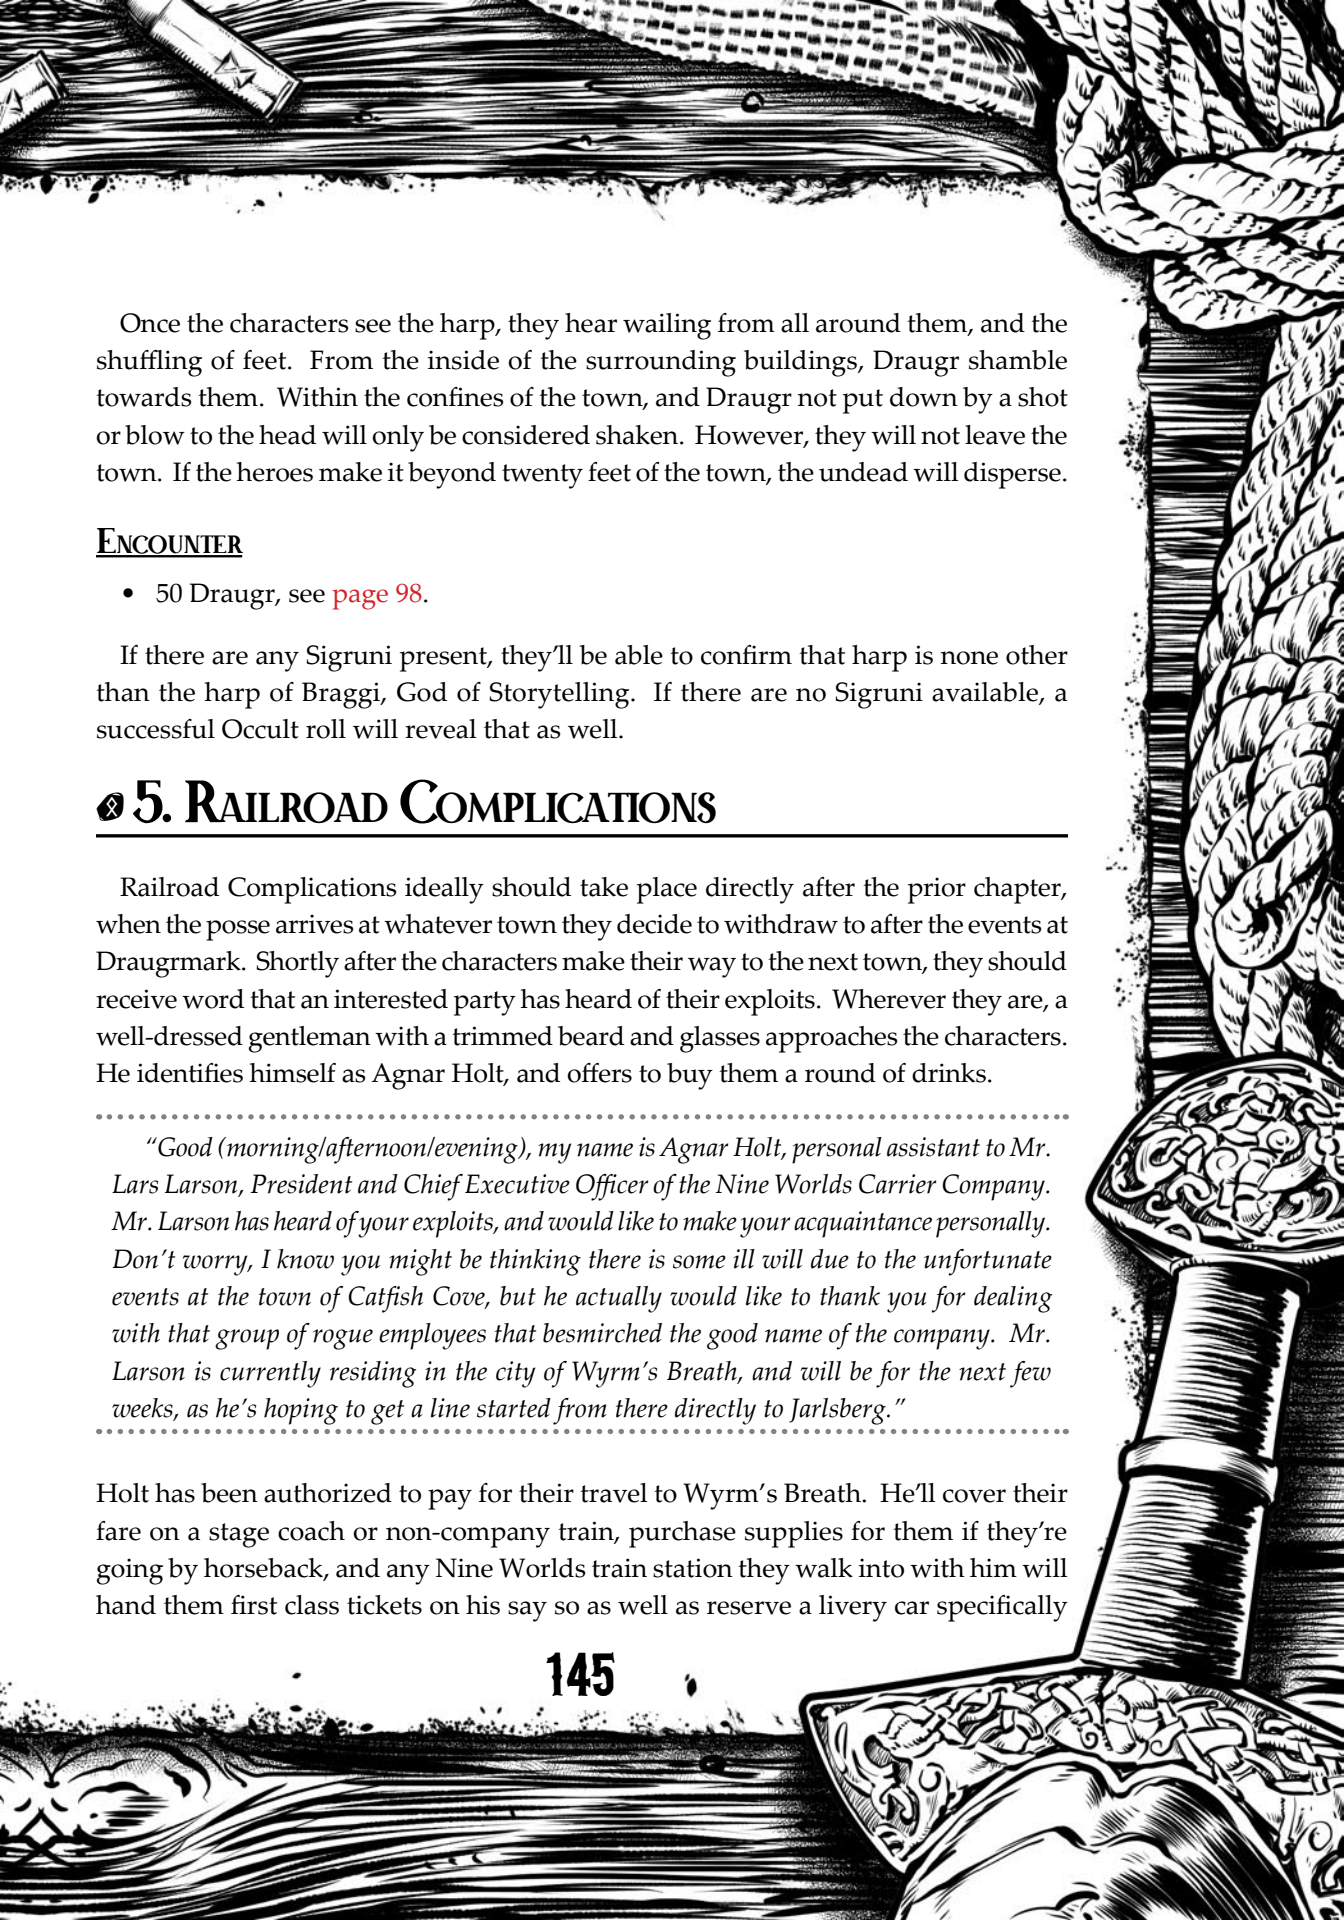 Once the characters see the harp, they hear wailing from all around them, and the
shuffling of feet. From the inside of the surrounding buildings, Draugr shamble
towards them. Within the confines of the town, and Draugr not put down by a shot
or blow to the head will only be considered shaken. However, they will not leave the
town. If the heroes make it beyond twenty feet of the town, the undead will disperse.
Encounter
• 50 Draugr, see page 98.
If there are any Sigruni present, they'll be able to confirm that harp is none other
than the harp of Braggi, God of Storytelling. If there are no Sigruni available, a
successful Occult roll will reveal that as well.
5. Railroad Complications
Railroad Complications ideally should take place directly after the prior chapter,
when the posse arrives at whatever town they decide to withdraw to after the events at
Draugrmark. Shortly after the characters make their way to the next town, they should
receive word that an interested party has heard of their exploits. Wherever they are, a
well-dressed gentleman with a trimmed beard and glasses approaches the characters.
He identifies himself as Agnar Holt, and offers to buy them a round of drinks.
"Good (morning/afternoon/evening), my name is Agnar Holt, personal assistant to Mr.
Lars Larson, President and Chief Executive Officer of the Nine Worlds Carrier Company.
Mr. Larson has heard of your exploits, and would like to make your acquaintance personally.
Don't worry, I know you might be thinking there is some ill will due to the unfortunate
events at the town of Catfish Cove, but he actually would like to thank you for dealing
with that group of rogue employees that besmirched the good name of the company. Mr.
Larson is currently residing in the city of Wyrm's Breath, and will be for the next few
weeks, as he's hoping to get a line started from there directly to Jarlsberg."
Holt has been authorized to pay for their travel to Wyrm's Breath. He'll cover their
fare on a stage coach or non-company train, purchase supplies for them if they're
going by horseback, and any Nine Worlds train station they walk into with him will
hand them first class tickets on his say so as well as reserve a livery car specifically
145